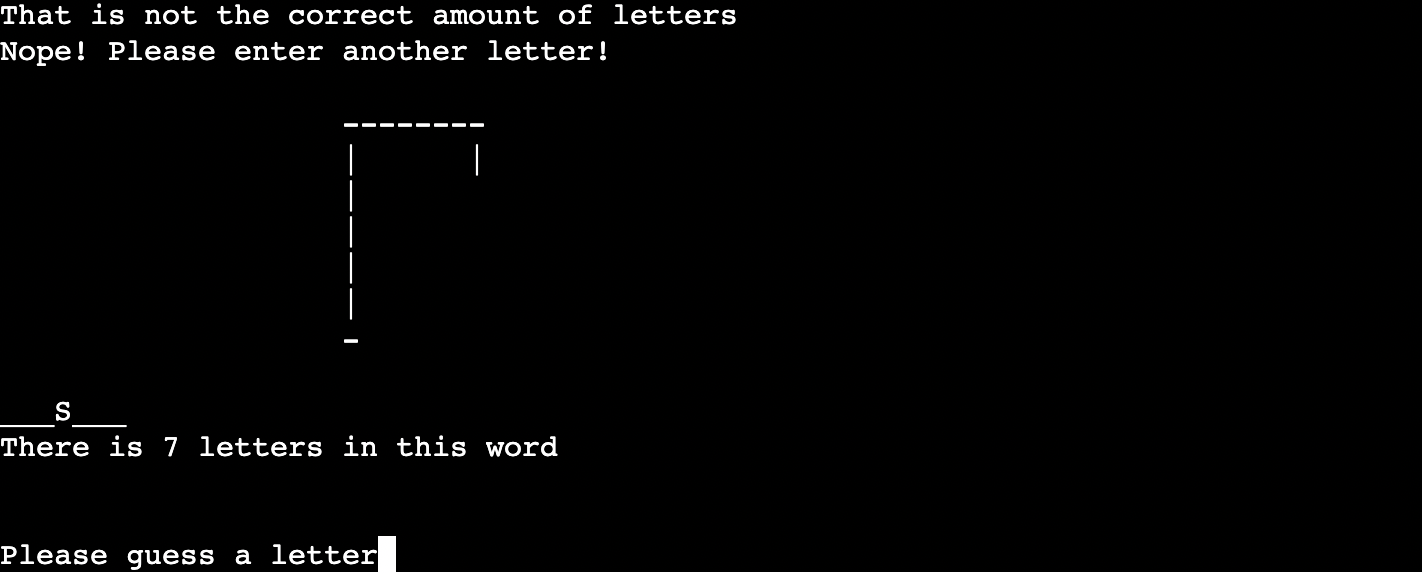 That is not the correct amount of letters
Nope! Please enter another letter!
--------
|      |
|
|
|
|
-
___S___
There is 7 letters in this word
Please guess a letter